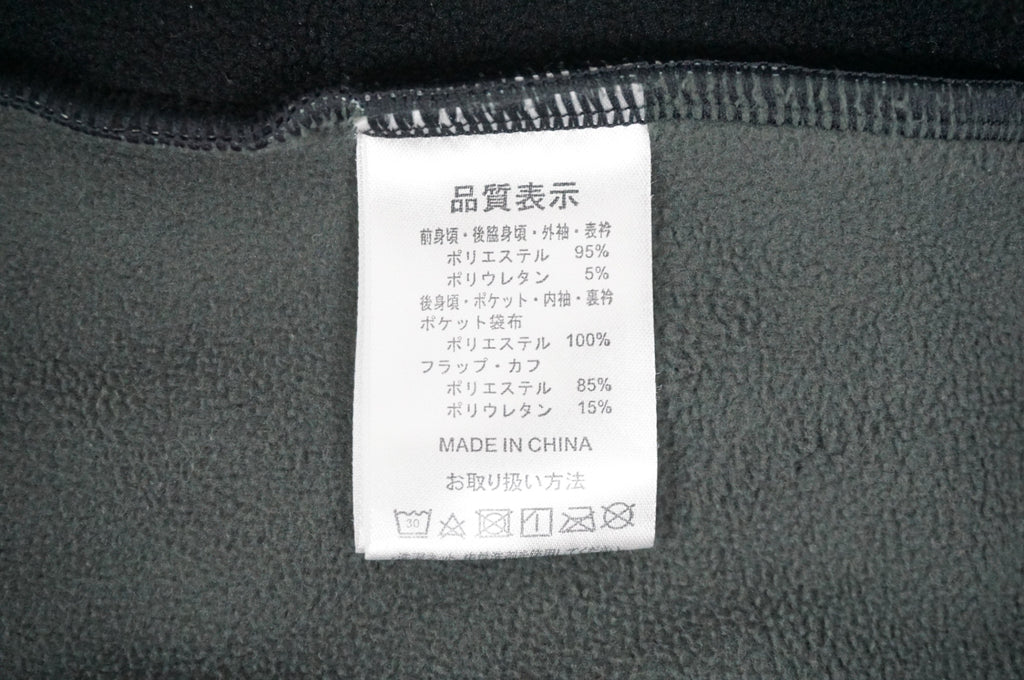 品質表示
前身頃・後脇身頃・外袖・表衿
ポリエステル 95%
ポリウレタン 5%
後身頃・ポケット・内袖・裏衿
ポケット袋布
ポリエステル 100%
フラップ・カフ
ポリエステル 85%
ポリウレタン 15%
MADE IN CHINA
お取り扱い方法
30